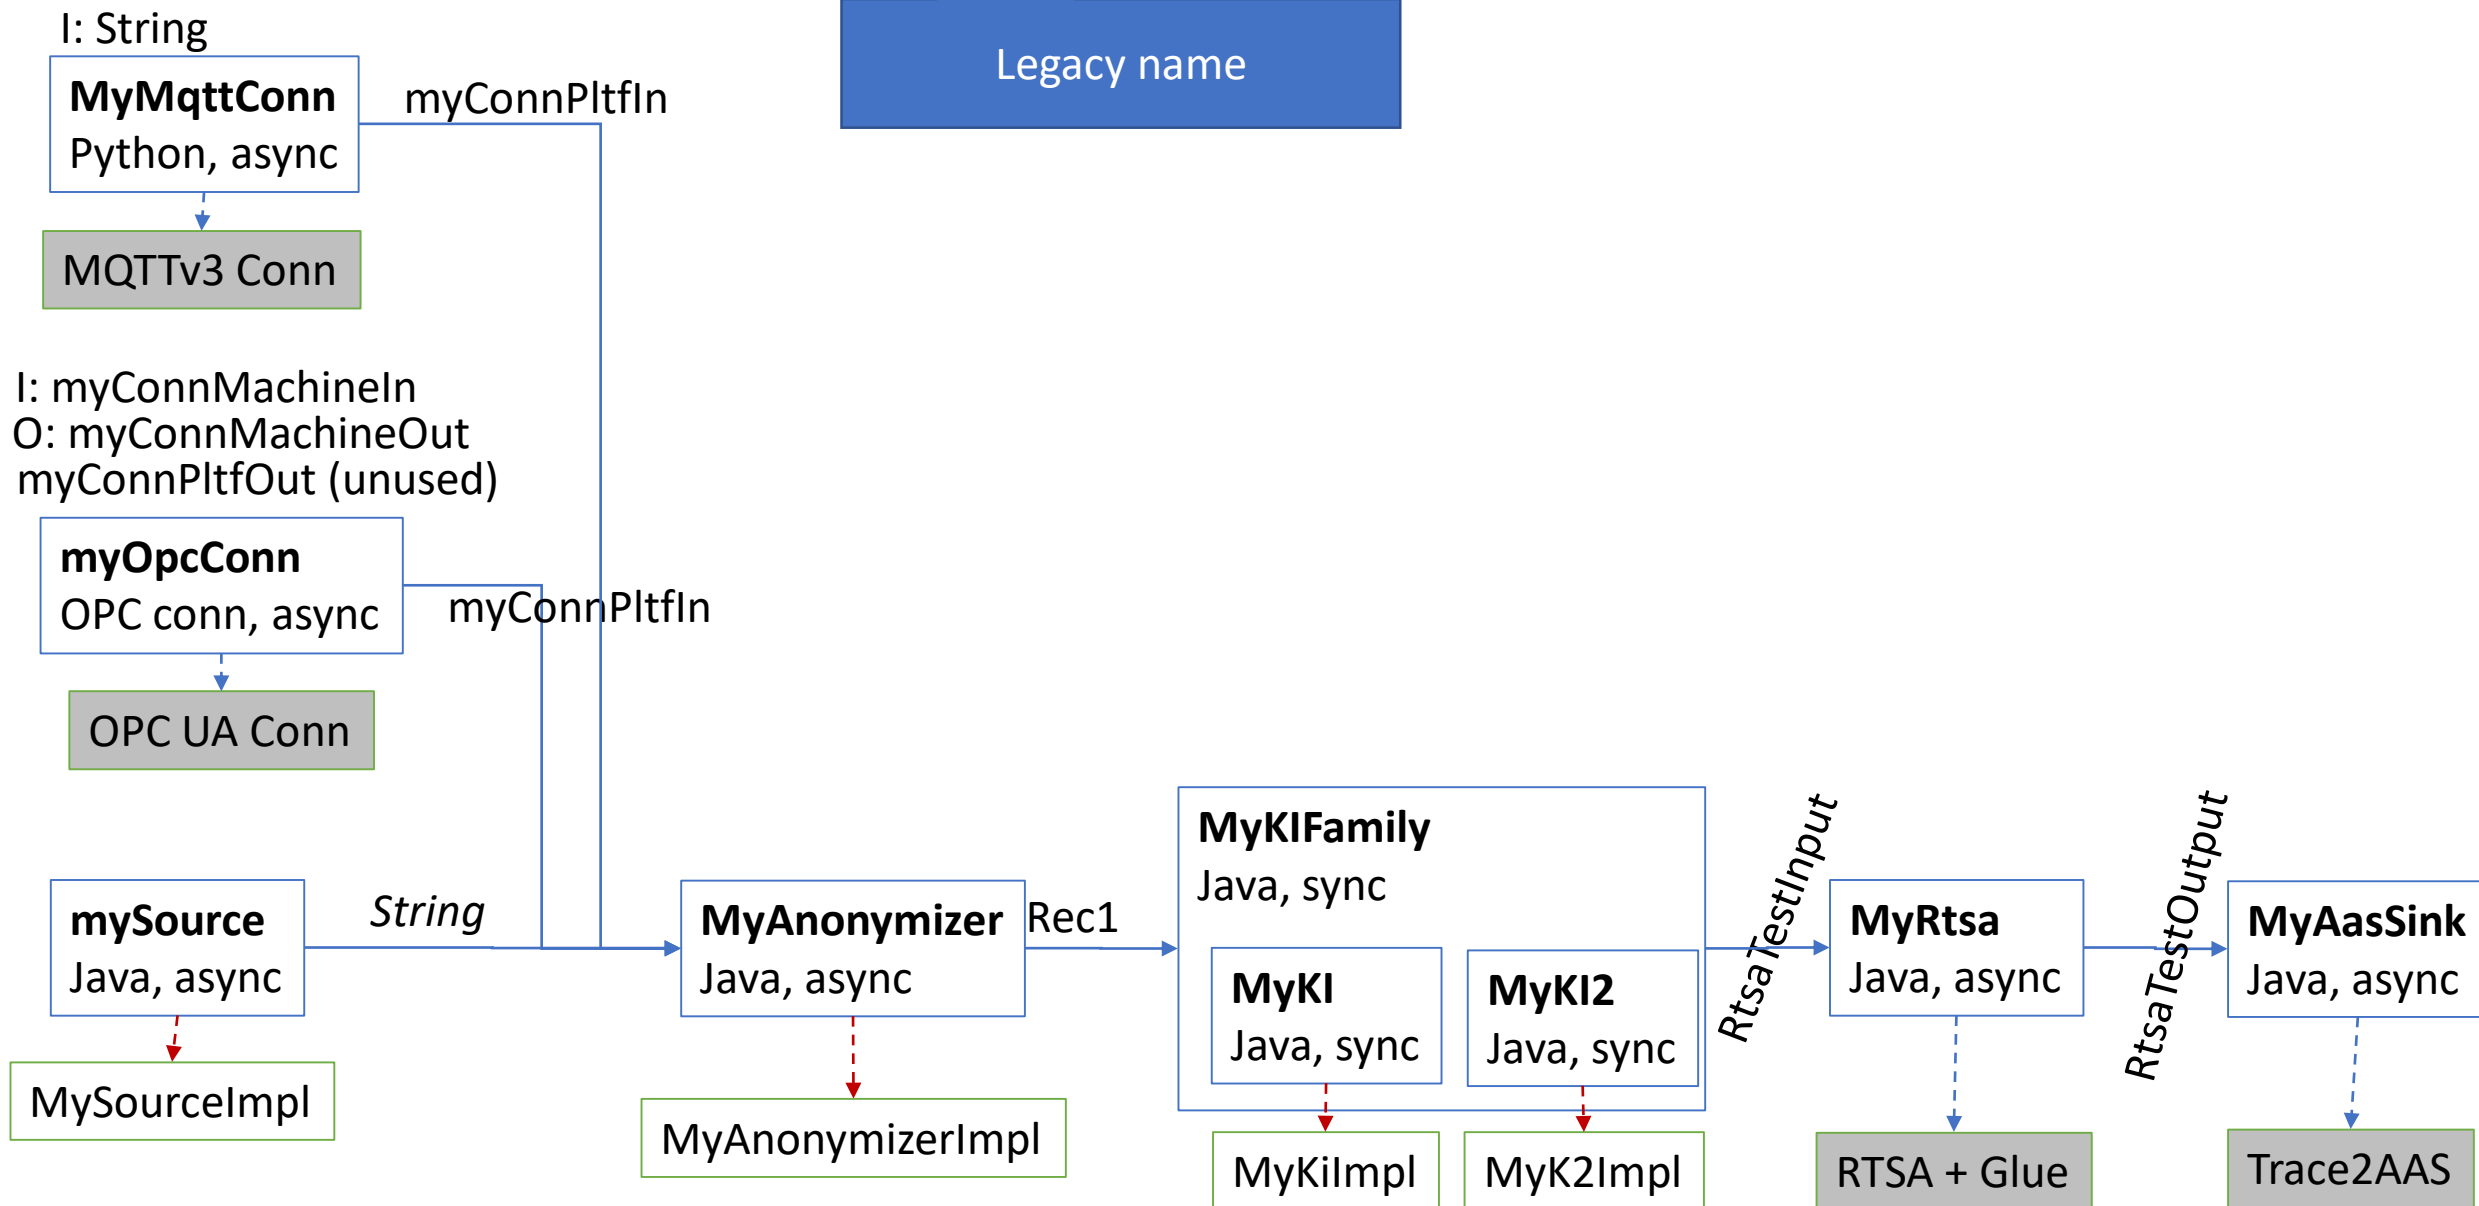 I: String
MyMqttConn
Python, async
myConnPltfIn
Legacy name
MQTTv3 Conn
I: myConnMachineIn
O: myConnMachineOut
myConnPltfOut (unused)
myOpcConn
OPC conn, async
myConnPltfIn
OPC UA Conn
mySource
Java, async
String
MySourceImpl
MyAnonymizer
Java, async
Rec1
MyAnonymizerImpl
MyKIFamily
Java, sync
MyKI
Java, sync
MyKI2
Java, sync
MyKiImpl
MyK2Impl
RtsaTestInput
MyRtsa
Java, async
RTSA + Glue
RtsaTestOutput
MyAasSink
Java, async
Trace2AAS